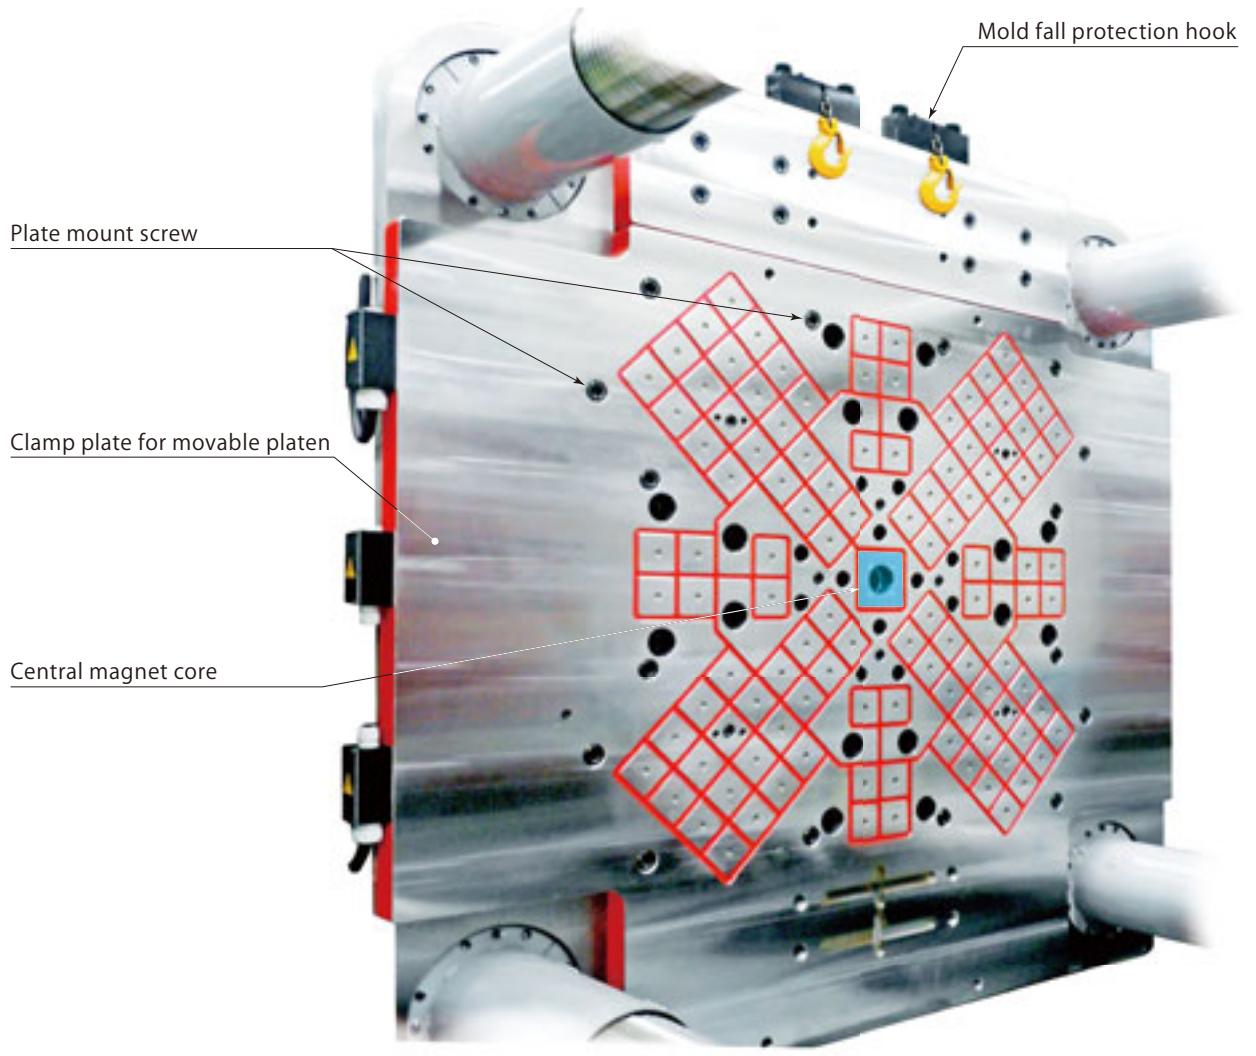 Mold fall protection hook
Plate mount screw
Clamp plate for movable platen
Central magnet core